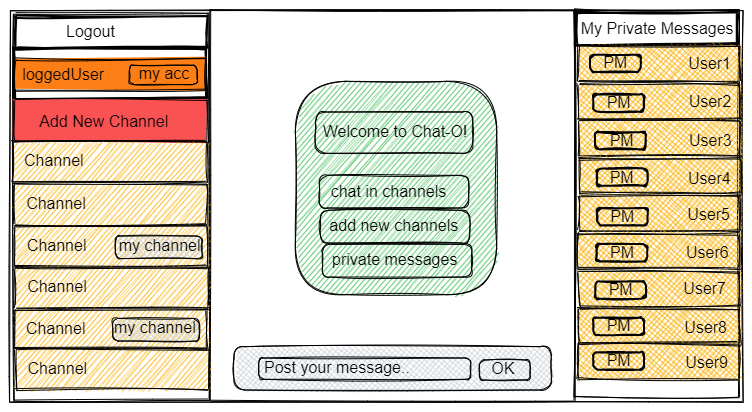 Logout
loggedUser my acc
Add New Channel
Channel
Channel
Channel my channel
Channel
Channel my channel
Channel
Welcome to Chat-O!
chat in channels
add new channels
private messages
Post your message.. OK
My Private Messages
PM User1
PM User2
PM User3
PM User4
PM User5
PM User6
PM User7
PM User8
PM User9